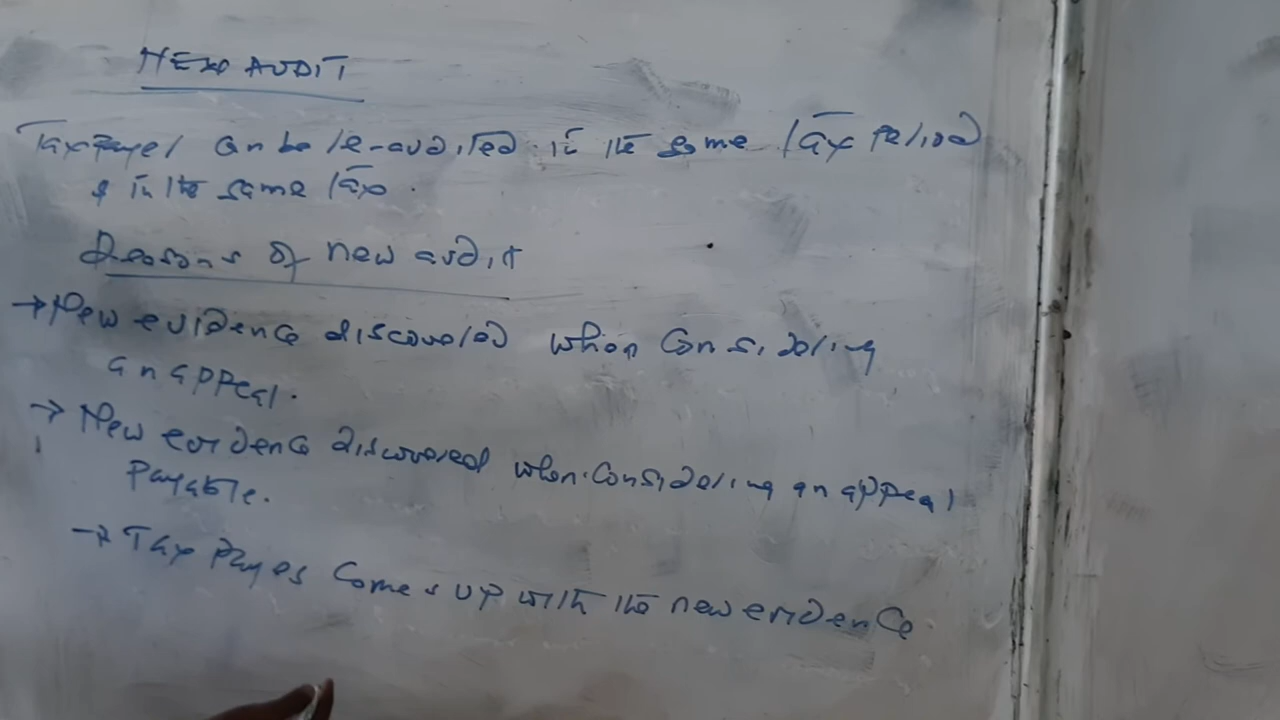 NEW AUDIT
Taxpayer can be re-audited in the same tax period
& in the same tax.
Reasons of new audit
→ New evidence discovered when considering
an appeal.
→ New evidence discovered when considering an appeal
payable.
→ Tax payer comes up with the new evidence